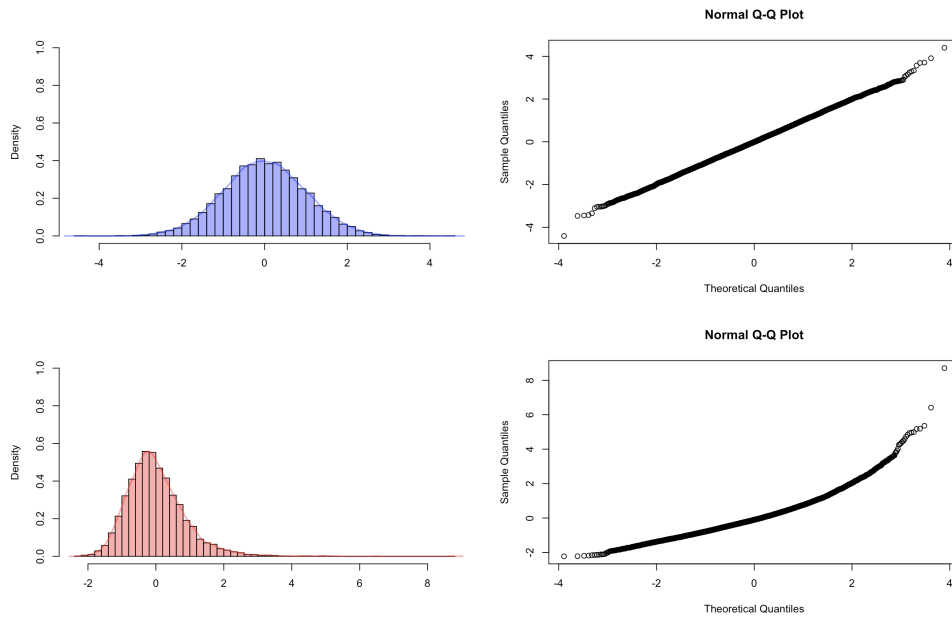 Normal Q-Q Plot
Density
0.0 0.2 0.4 0.6 0.8 1.0
-4 -2 0 2 4
Sample Quantiles
-4 -2 0 2 4
-4 -2 0 2 4
Theoretical Quantiles
Normal Q-Q Plot
Density
0.0 0.2 0.4 0.6 0.8 1.0
-2 0 2 4 6 8
Sample Quantiles
-2 0 2 4 6 8
-4 -2 0 2 4
Theoretical Quantiles